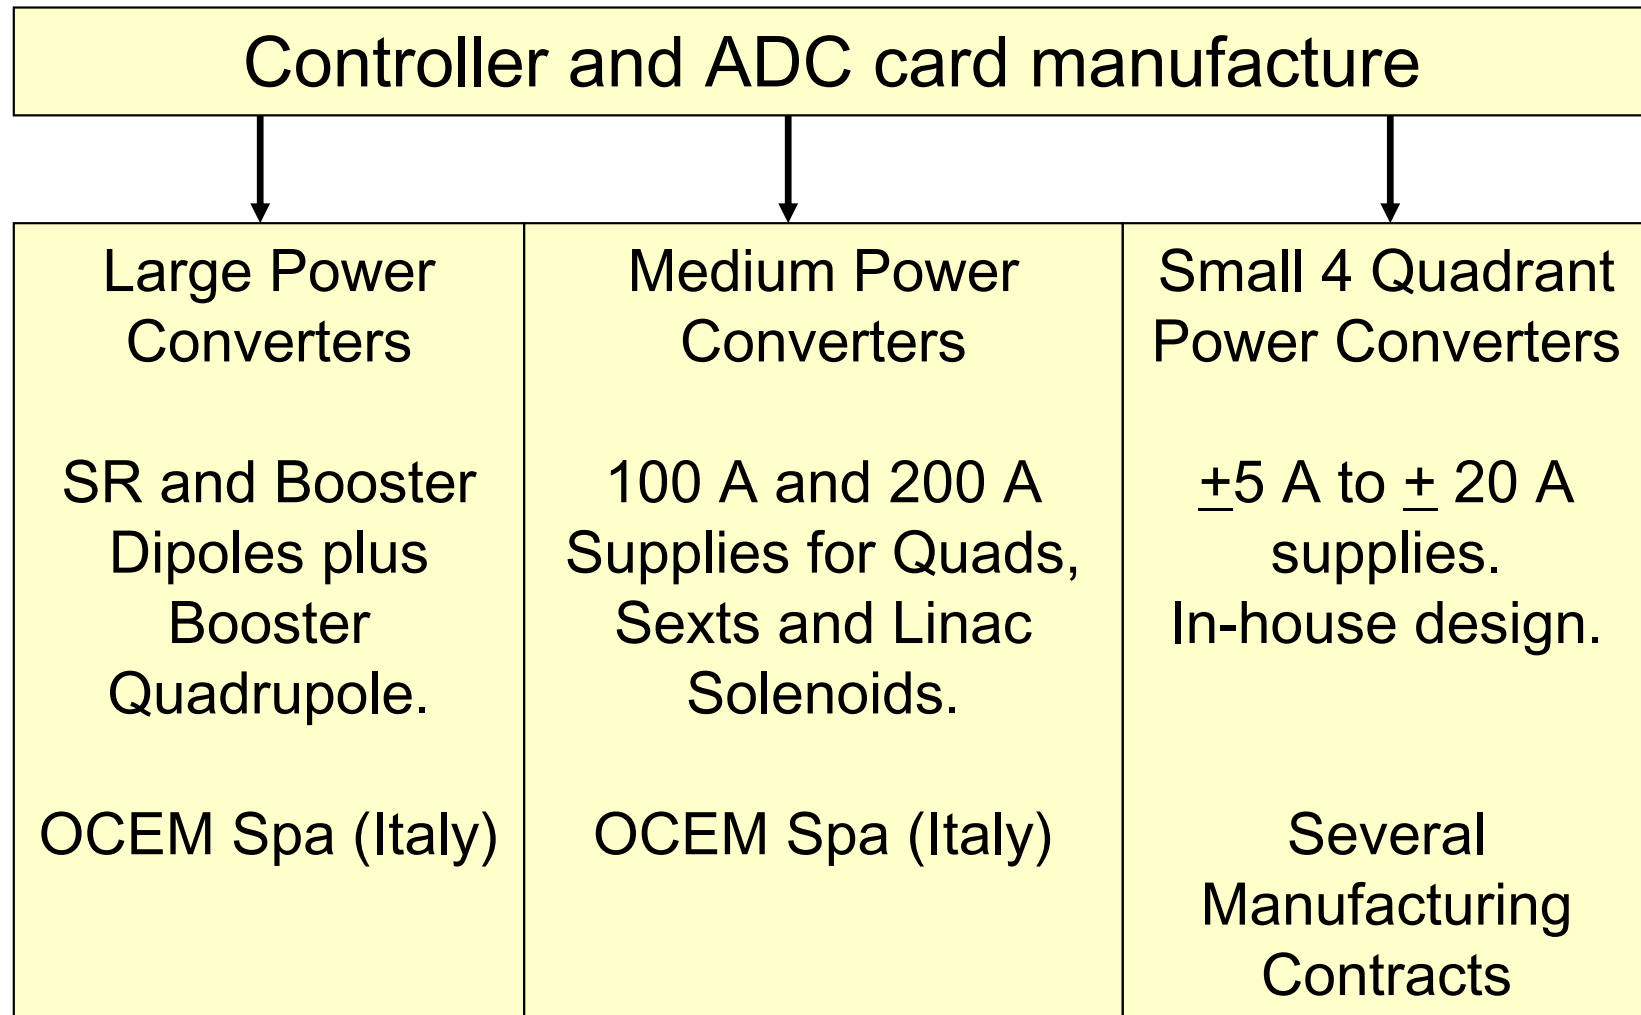 Controller and ADC card manufacture
Large Power
Converters
SR and Booster
Dipoles plus
Booster
Quadrupole.
OCEM Spa (Italy)
Medium Power
Converters
100 A and 200 A
Supplies for Quads,
Sexts and Linac
Solenoids.
OCEM Spa (Italy)
Small 4 Quadrant
Power Converters
+5 A to + 20 A
supplies.
In-house design.
Several
Manufacturing
Contracts